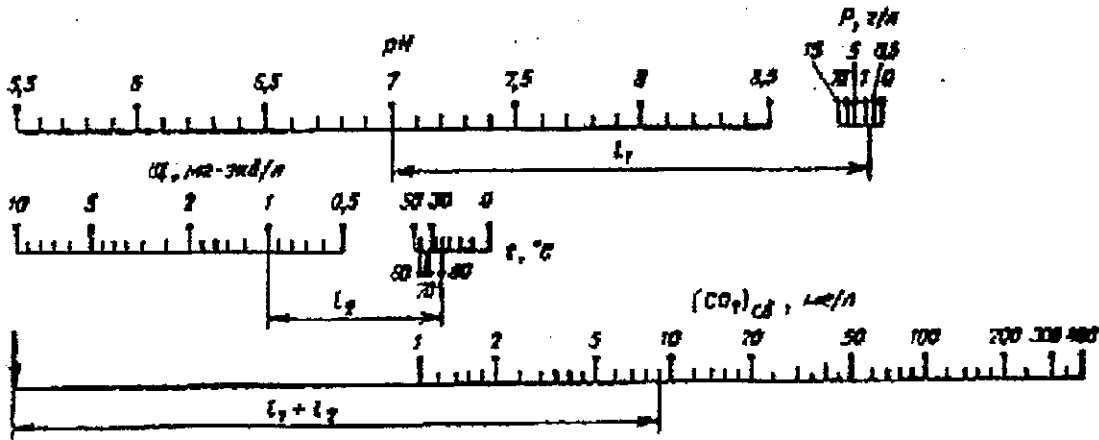 P, г/л
pH
15 5 0,5
5,5 6 6,5 7 7,5 8 8,5 10 1 0
l₁
Щ, мг-экв/л
10 5 2 1 0,5 50 30 0
t, °C
60 70 80
l₂
(CO₂)св, мг/л
1 2 5 10 20 50 100 200 300 400
l₁ + l₂